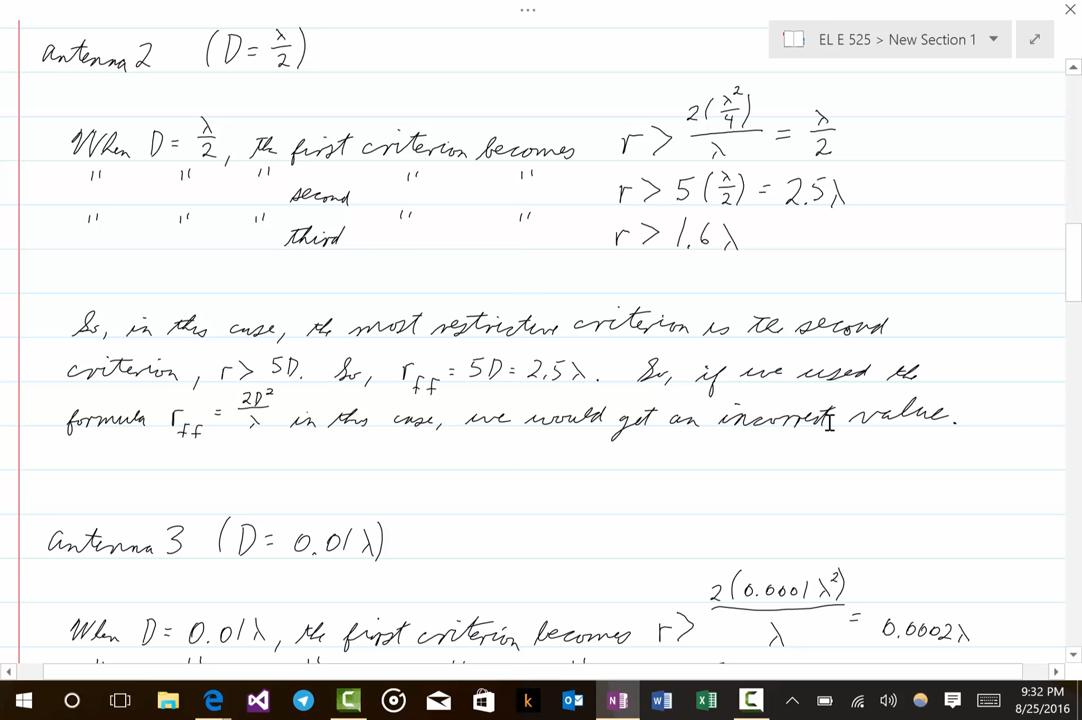 EL E 525 > New Section 1
antenna 2 (D = λ/2)
When D = λ/2, the first criterion becomes r > 2(λ²/4)/λ = λ/2
" " " second " " r > 5(λ/2) = 2.5λ
" " " third " " r > 1.6λ
So, in this case, the most restrictive criterion is the second
criterion, r > 5D. So, r_ff = 5D = 2.5λ. So, if we used the
formula r_ff = 2D²/λ in this case, we would get an incorrect value.
antenna 3 (D = 0.01λ)
When D = 0.01λ, the first criterion becomes r > 2(0.0001λ²)/λ = 0.0002λ
9:32 PM
8/25/2016